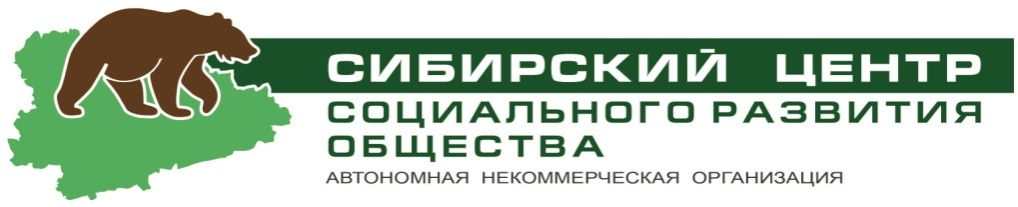 СИБИРСКИЙ ЦЕНТР
СОЦИАЛЬНОГО РАЗВИТИЯ
ОБЩЕСТВА
АВТОНОМНАЯ НЕКОММЕРЧЕСКАЯ ОРГАНИЗАЦИЯ